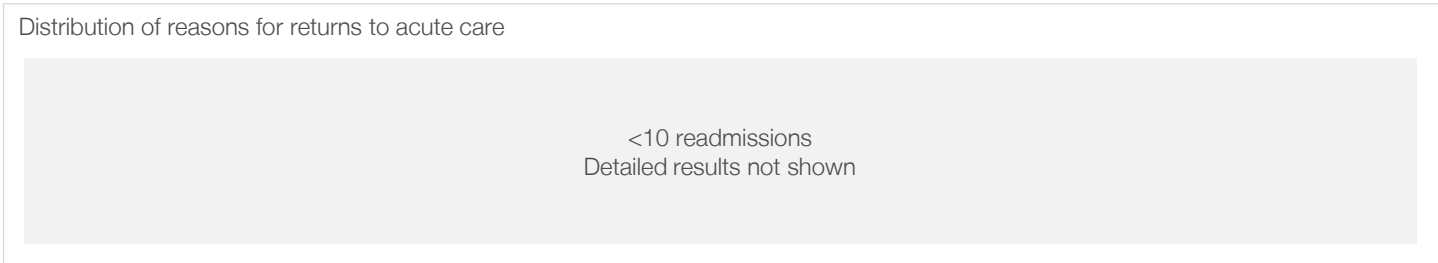 Distribution of reasons for returns to acute care
<10 readmissions
Detailed results not shown